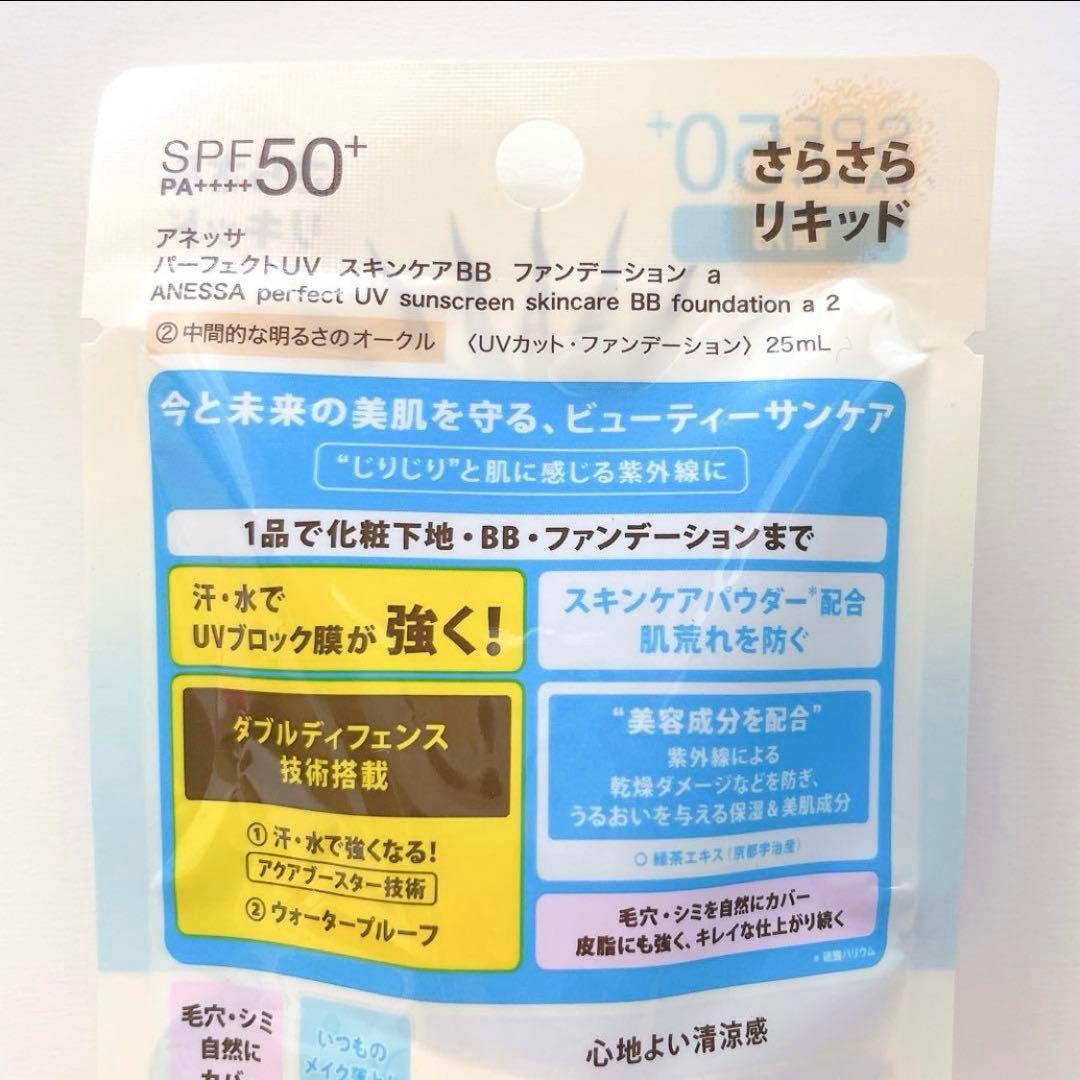 SPF50+
PA++++
さらさら
リキッド
アネッサ
パーフェクトUV スキンケアBB ファンデーション a
ANESSA perfect UV sunscreen skincare BB foundation a 2
②中間的な明るさのオークル 〈UVカット・ファンデーション〉 25mL
今と未来の美肌を守る、ビューティーサンケア
“じりじり”と肌に感じる紫外線に
1品で化粧下地・BB・ファンデーションまで
汗・水で
UVブロック膜が 強く!
スキンケアパウダー*配合
肌荒れを防ぐ
ダブルディフェンス
技術搭載
①汗・水で強くなる!
アクアブースター技術
②ウォータープルーフ
“美容成分を配合”
紫外線による
乾燥ダメージなどを防ぎ、
うるおいを与える保湿&美肌成分
○緑茶エキス(京都宇治産)
毛穴・シミを自然にカバー
皮脂にも強く、キレイな仕上がり続く
*硫酸バリウム
毛穴・シミ
自然に
カバー
いつもの
心地よい清涼感